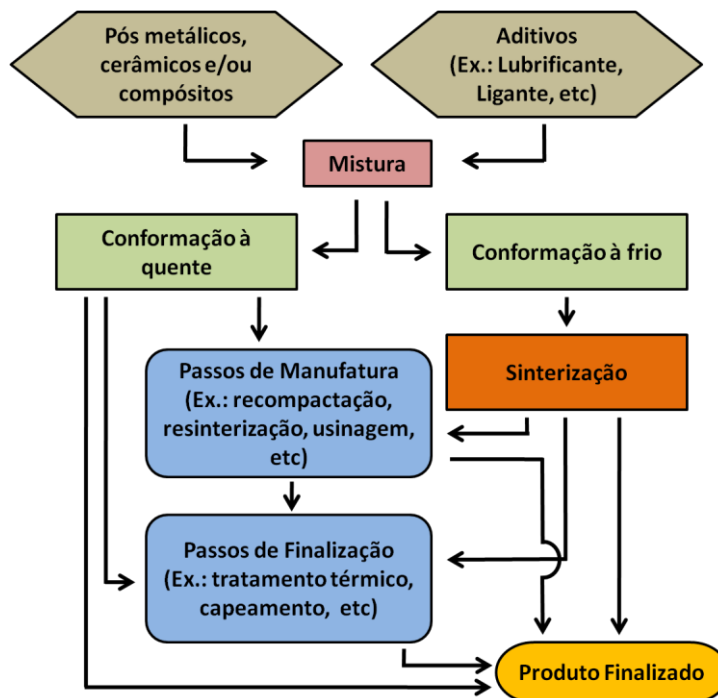 Pós metálicos,
cerâmicos e/ou
compósitos
Aditivos
(Ex.: Lubrificante,
Ligante, etc)
Mistura
Conformação à
quente
Conformação à frio
Passos de Manufatura
(Ex.: recompactação,
resinterização, usinagem,
etc)
Sinterização
Passos de Finalização
(Ex.: tratamento térmico,
capeamento, etc)
Produto Finalizado